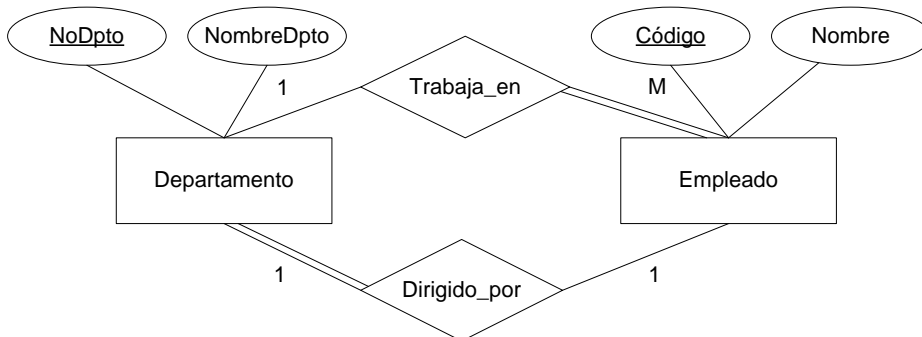 NoDpto
NombreDpto
Código
Nombre
1
Trabaja_en
M
Departamento
Empleado
1
Dirigido_por
1